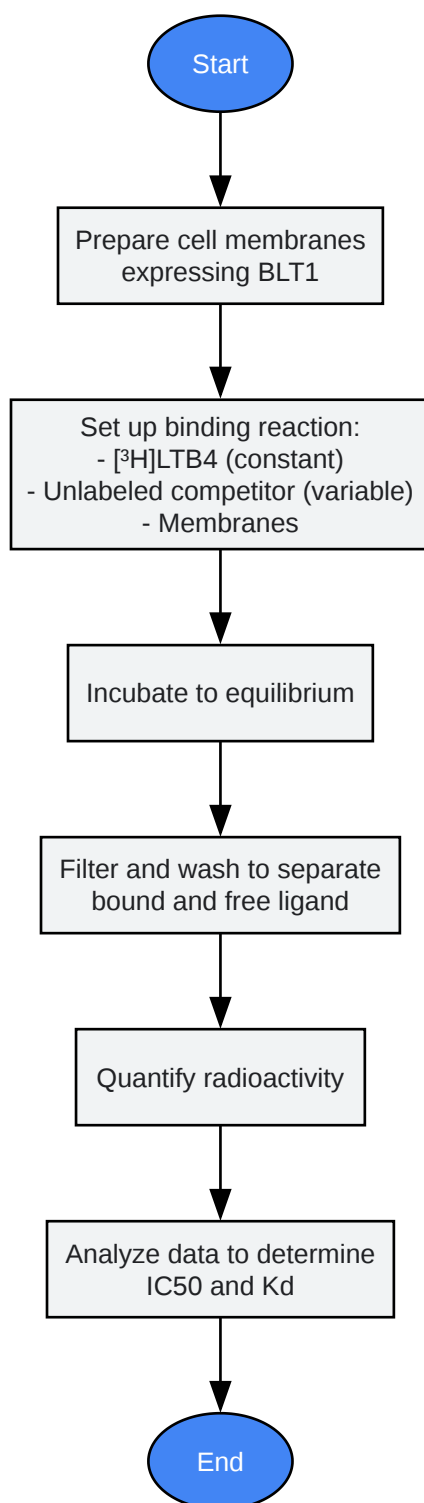 Start
Prepare cell membranes
expressing BLT1
Set up binding reaction:
- [³H]LTB4 (constant)
- Unlabeled competitor (variable)
- Membranes
Incubate to equilibrium
Filter and wash to separate
bound and free ligand
Quantify radioactivity
Analyze data to determine
IC50 and Kd
End